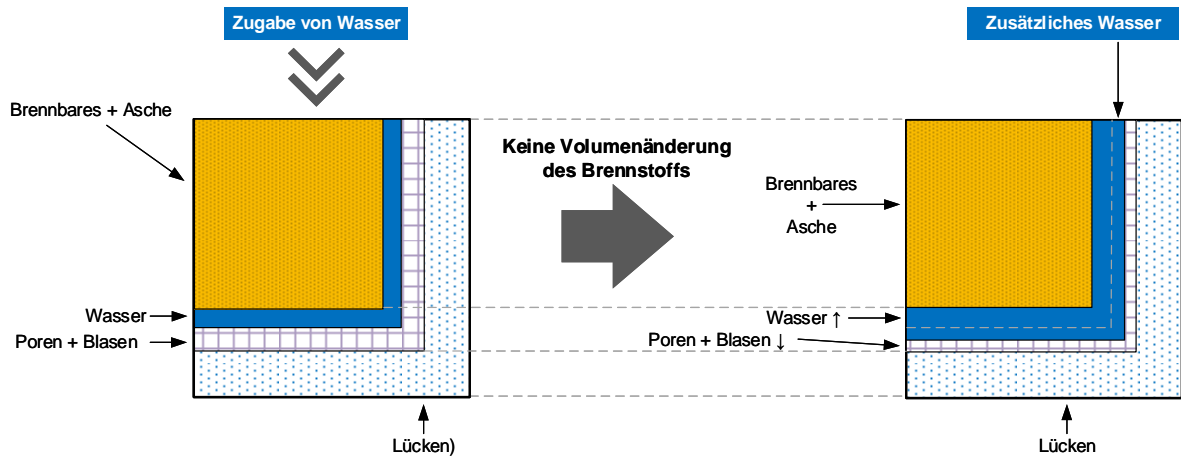 Zugabe von Wasser
Zusätzliches Wasser
Brennbares + Asche
Keine Volumenänderung
des Brennstoffs
Brennbares
+
Asche
Wasser
Poren + Blasen
Wasser ↑
Poren + Blasen ↓
Lücken)
Lücken